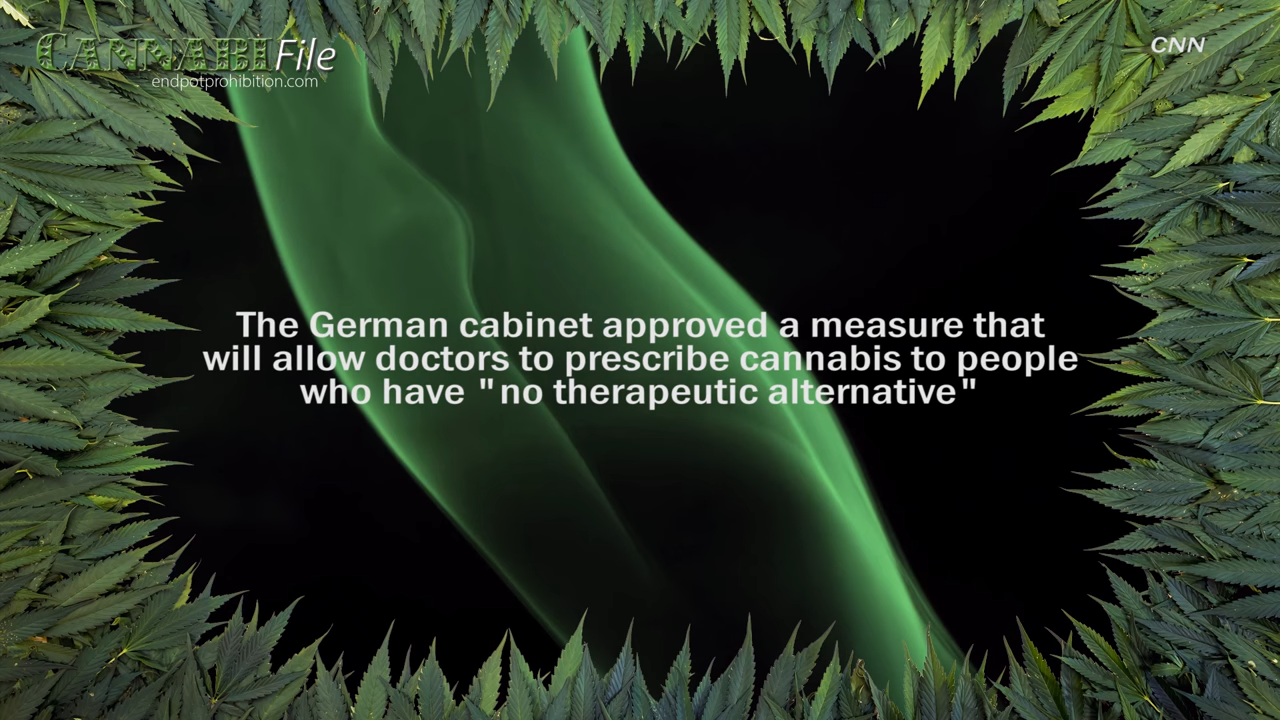 CANNABIFile
endpotprohibition.com
CNN
The German cabinet approved a measure that
will allow doctors to prescribe cannabis to people
who have "no therapeutic alternative"